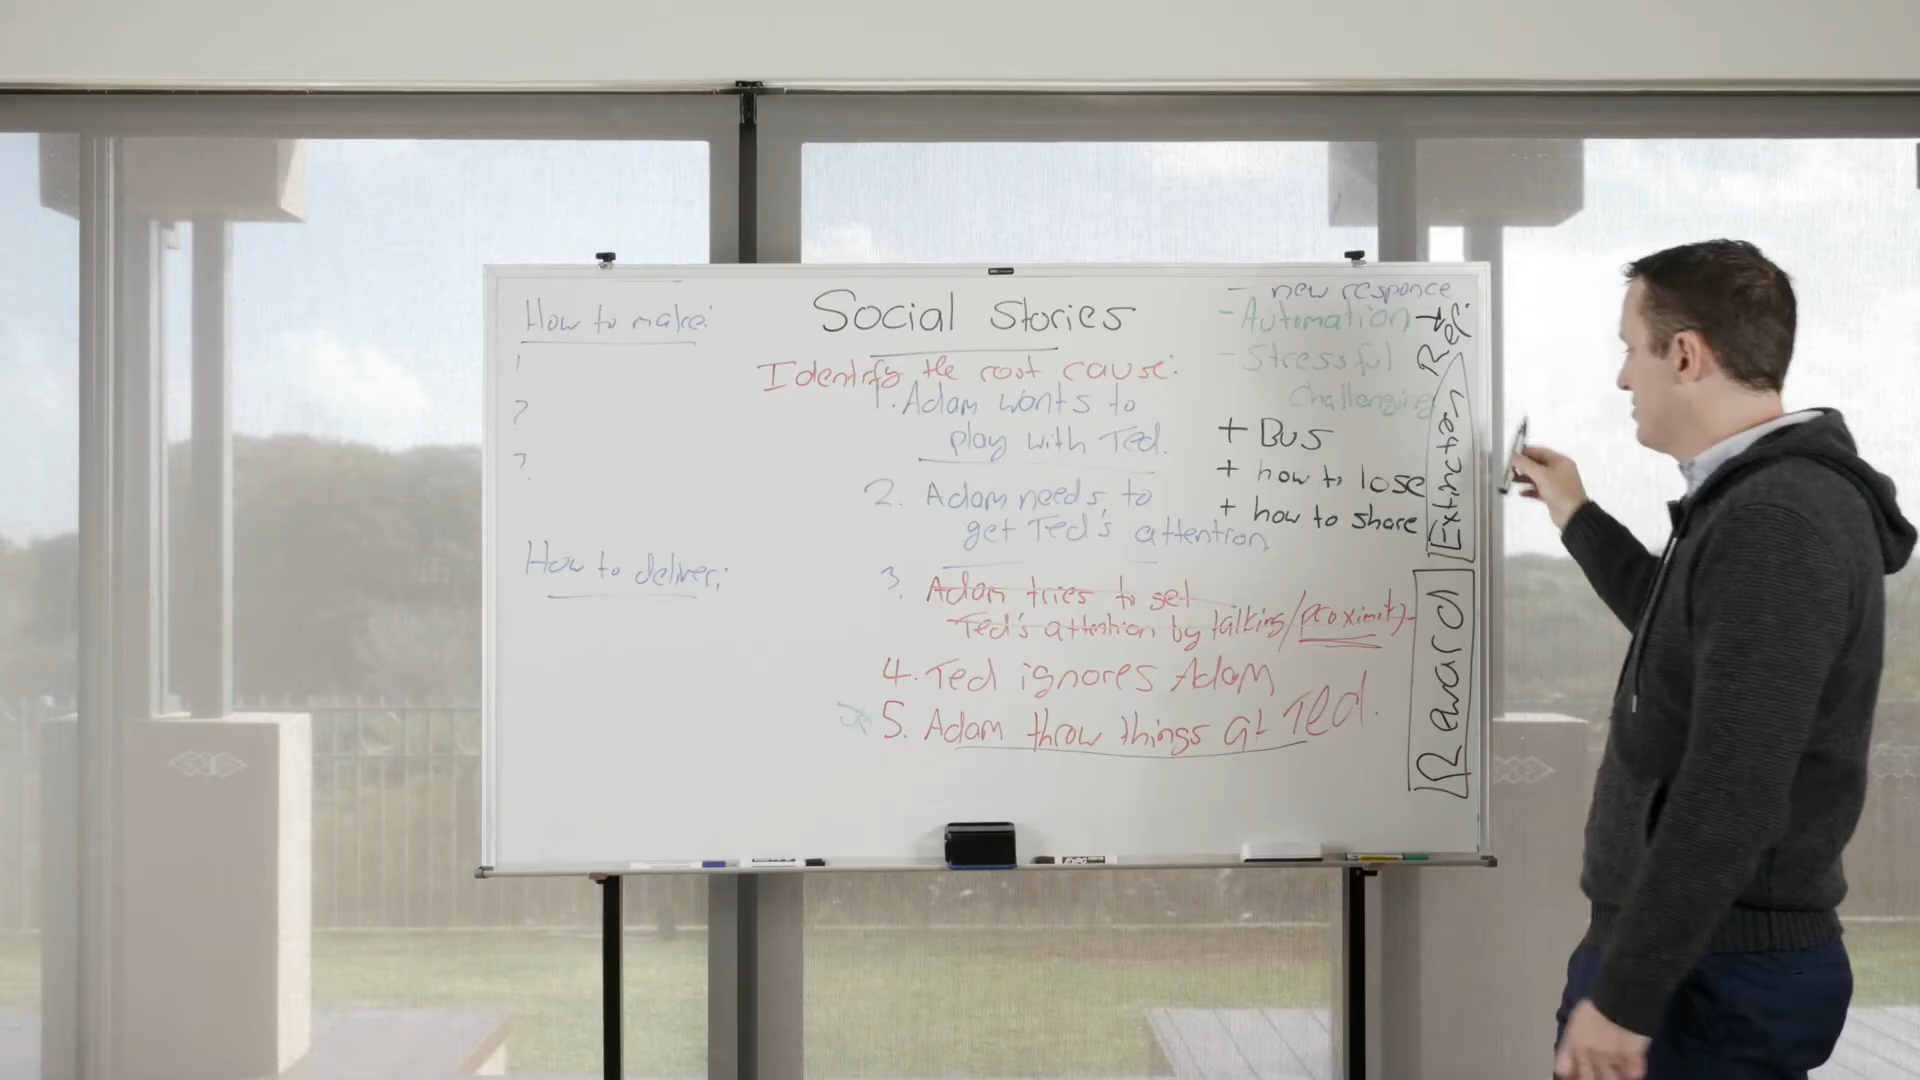 How to make:
1
2
3
How to deliver:
Social Stories
Identify the root cause:
1. Adam wants to
play with Ted.
2. Adam needs to
get Ted's attention
3. Adam tries to get
Ted's attention by talking/proximity
4. Ted ignores Adam
5. Adam throw things at Ted.
- new responce
- Automation
- Stressful
Challenging
+ Bus
+ how to lose
+ how to share
Extinction
Reward
EXPO